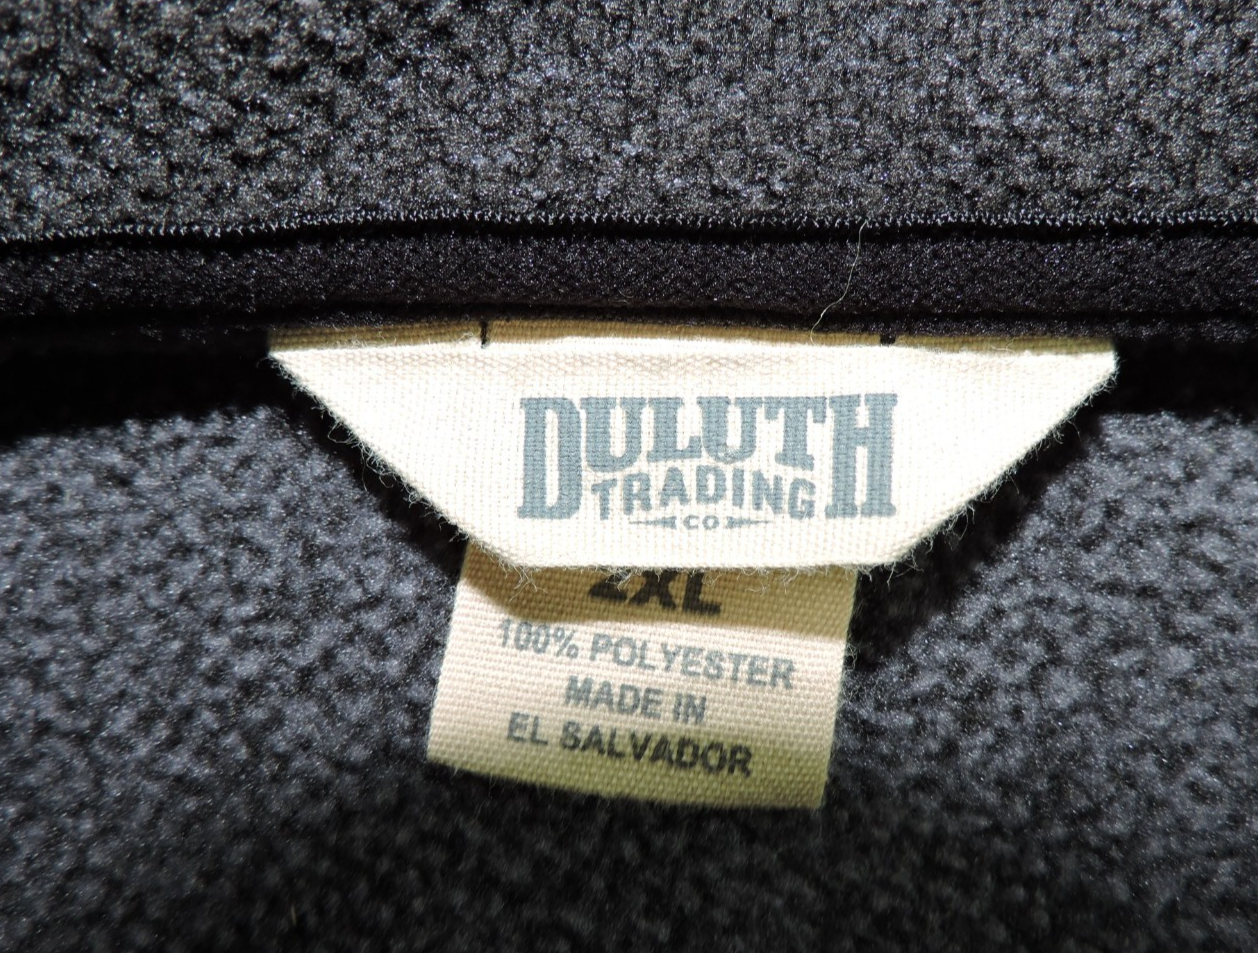 DULUTH
TRADING
CO
2XL
100% POLYESTER
MADE IN
EL SALVADOR